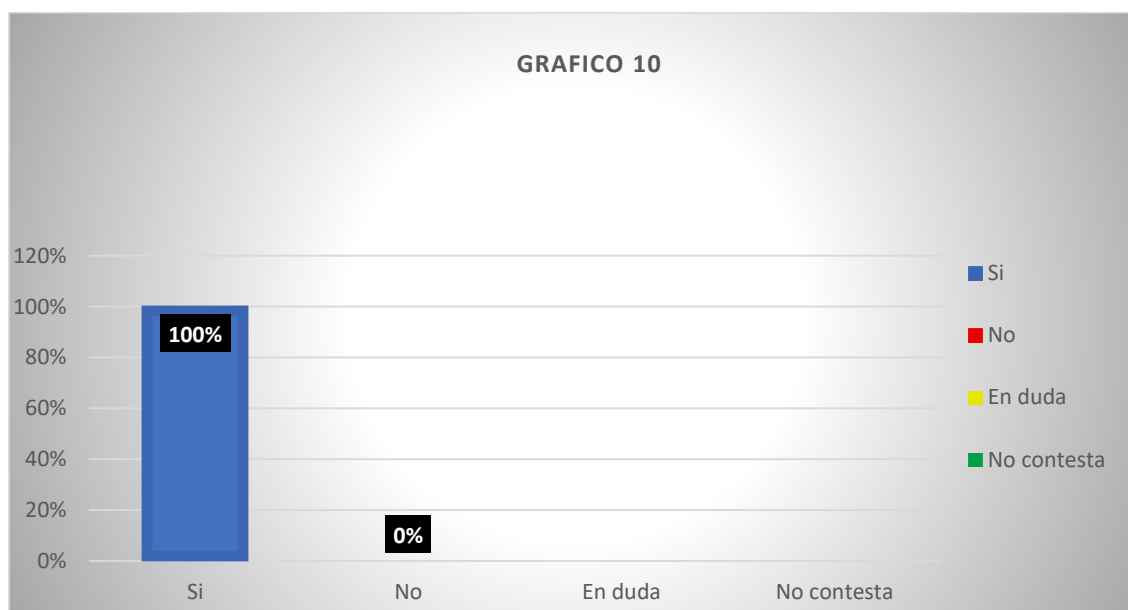 GRAFICO 10
120%
100%
80%
60%
40%
20%
0%
100%
0%
Si
No
En duda
No contesta
Si
No
En duda
No contesta